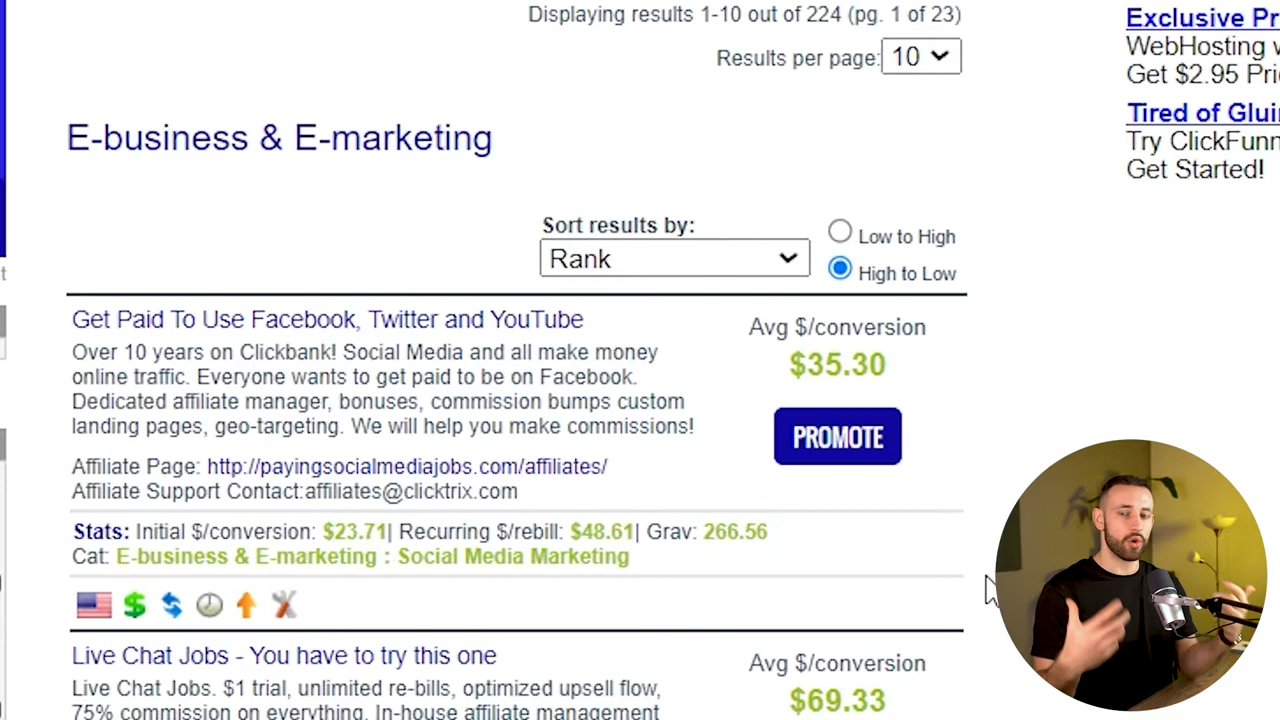 Displaying results 1-10 out of 224 (pg. 1 of 23)
Results per page: 10
Exclusive Pr
WebHosting
Get $2.95
Tired of Gluin
Try ClickFunn
Get Started!
E-business & E-marketing
Sort results by:
Rank
Low to High
High to Low
Get Paid To Use Facebook, Twitter and YouTube
Over 10 years on Clickbank! Social Media and all make money
online traffic. Everyone wants to get paid to be on Facebook.
Dedicated affiliate manager, bonuses, commission bumps custom
landing pages, geo-targeting. We will help you make commissions!
Avg $/conversion
$35.30
PROMOTE
Affiliate Page: http://payingsocialmediajobs.com/affiliates/
Affiliate Support Contact:affiliates@clicktrix.com
Stats: Initial $/conversion: $23.71| Recurring $/rebill: $48.61| Grav: 266.56
Cat: E-business & E-marketing : Social Media Marketing
Live Chat Jobs - You have to try this one
Live Chat Jobs. $1 trial, unlimited re-bills, optimized upsell flow,
75% commission on everything. In-house affiliate management
Avg $/conversion
$69.33